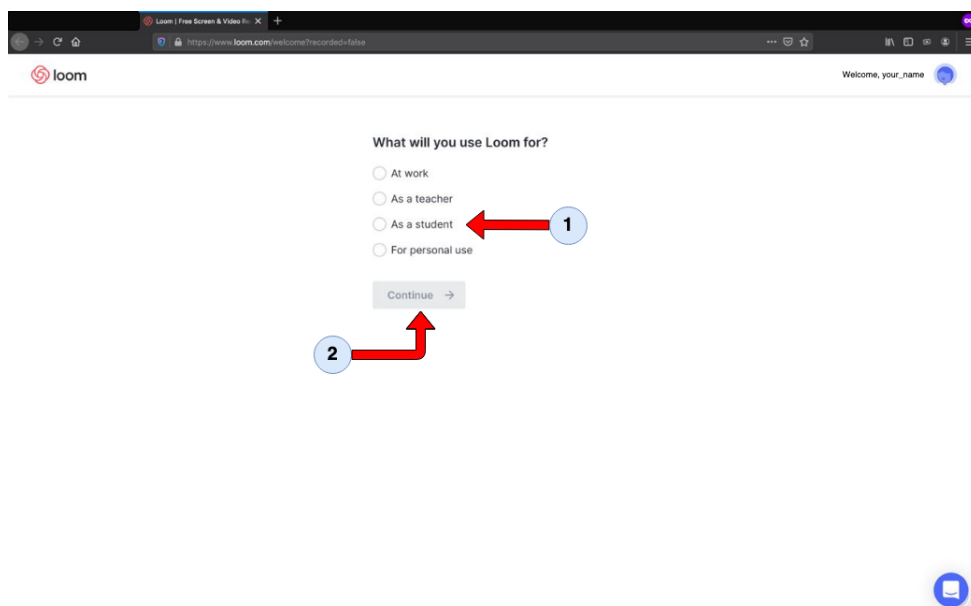 Loom | Free Screen & Video Re
https://www.loom.com/welcome?recorded=false
loom
Welcome, your_name
What will you use Loom for?
At work
As a teacher
As a student
1
For personal use
Continue
2